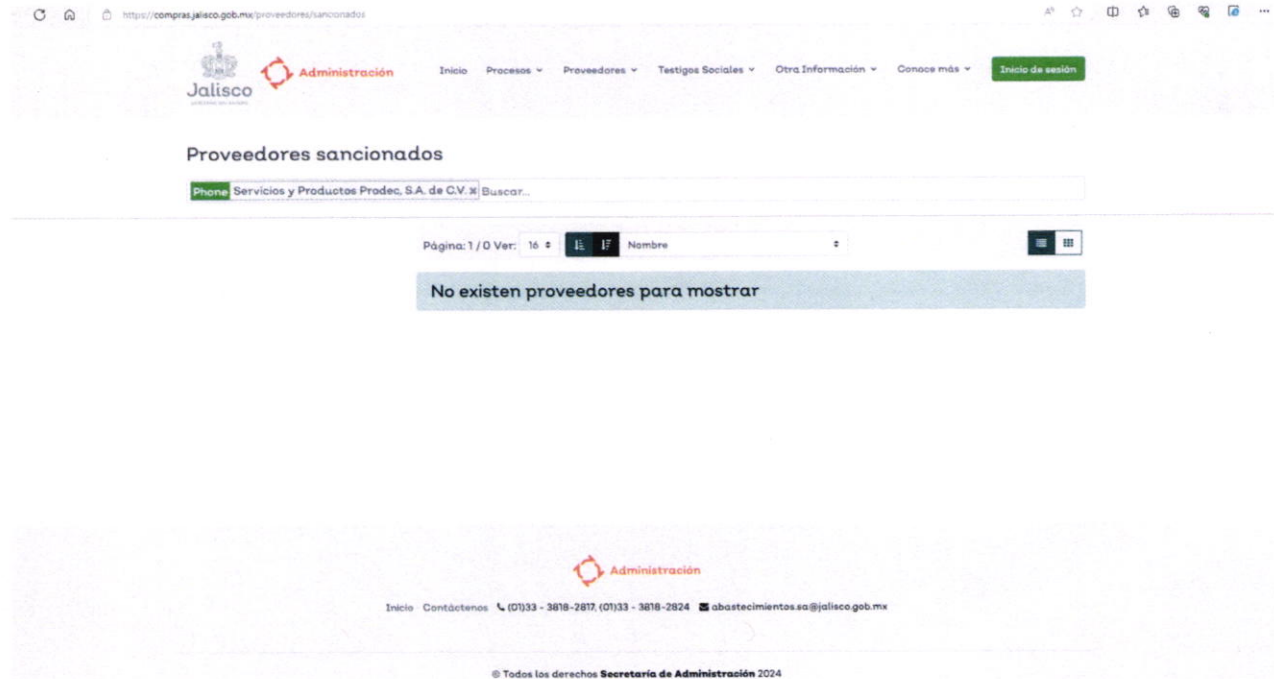 https://compras.jalisco.gob.mx/proveedores/sancionados
Jalisco
Administración
Inicio Procesos Proveedores Testigos Sociales Otra Información Conoce más Inicio de sesión
Proveedores sancionados
Phone Servicios y Productos Prodec, S.A. de C.V. Buscar...
Página: 1 / 0 Ver: 16 Nombre
No existen proveedores para mostrar
Administración
Inicio Contáctenos (01)33 - 3818-2817, (01)33 - 3818-2824 abastecimientos.sa@jalisco.gob.mx
© Todos los derechos Secretaría de Administración 2024